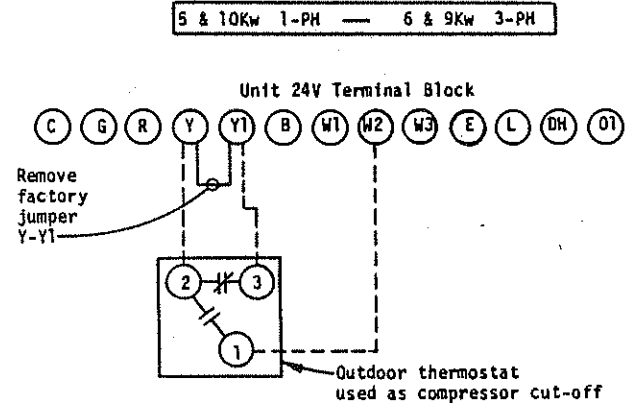 5 & 10Kw 1-PH — 6 & 9Kw 3-PH
Unit 24V Terminal Block
C G R Y Y1 B W1 W2 W3 E L DH O1
Remove
factory
jumper
Y-Y1
2 3
1
Outdoor thermostat
used as compressor cut-off